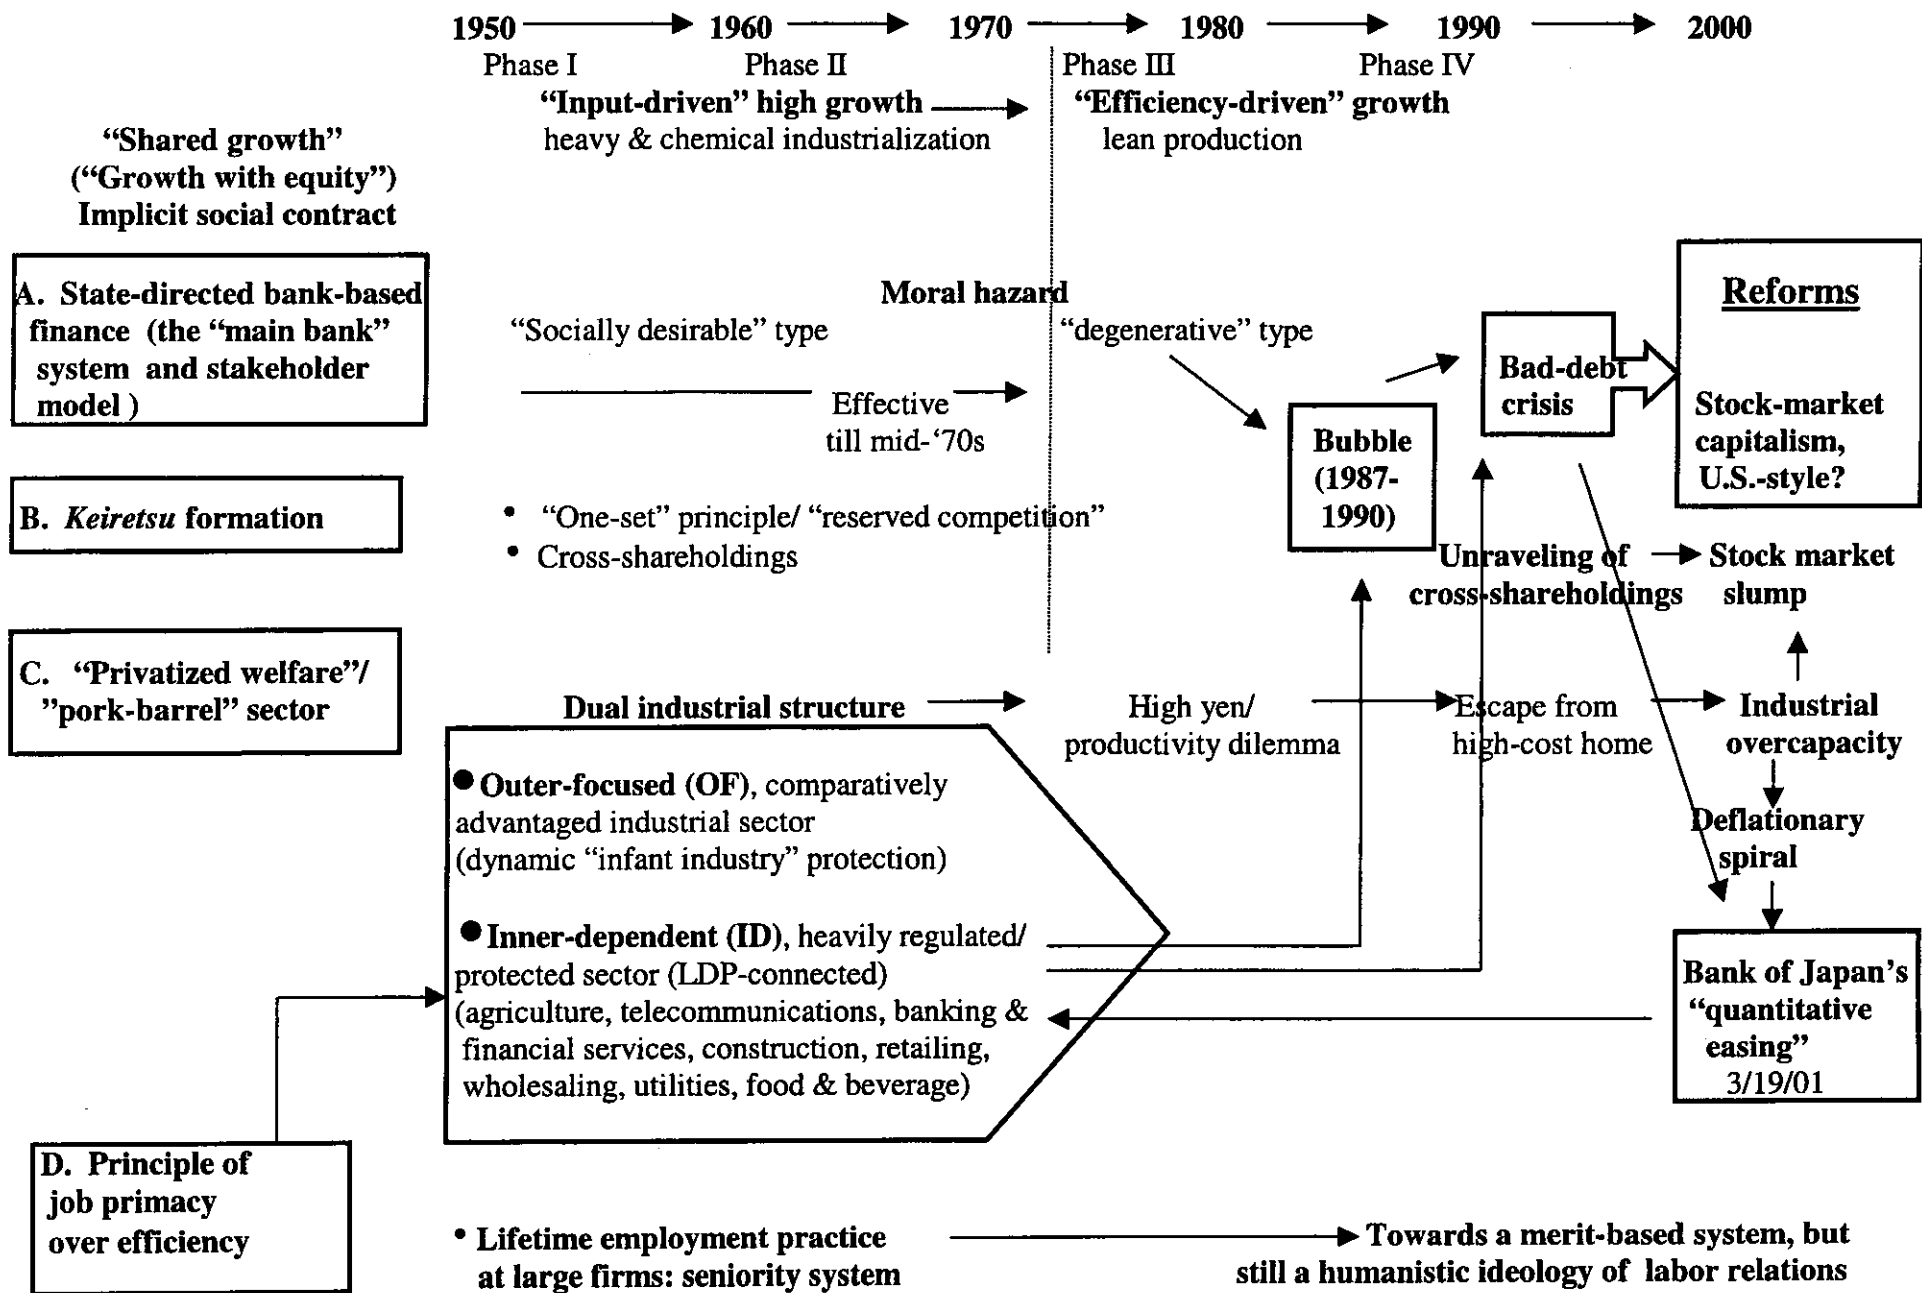 1950 1960 1970 1980 1990 2000
Phase I Phase II Phase III Phase IV
“Input-driven” high growth “Efficiency-driven” growth
heavy & chemical industrialization lean production
“Shared growth”
(“Growth with equity”)
Implicit social contract
A. State-directed bank-based
finance (the “main bank”
system and stakeholder
model )
Moral hazard
“Socially desirable” type “degenerative” type
Effective
till mid-‘70s
Bubble
(1987-
1990)
Bad-debt
crisis
Reforms
Stock-market
capitalism,
U.S.-style?
B. Keiretsu formation
• “One-set” principle/ “reserved competition”
• Cross-shareholdings
Unraveling of
cross-shareholdings
Stock market
slump
C. “Privatized welfare”/
”pork-barrel” sector
Dual industrial structure
High yen/
productivity dilemma
Escape from
high-cost home
Industrial
overcapacity
Deflationary
spiral
● Outer-focused (OF), comparatively
advantaged industrial sector
(dynamic “infant industry” protection)
● Inner-dependent (ID), heavily regulated/
protected sector (LDP-connected)
(agriculture, telecommunications, banking &
financial services, construction, retailing,
wholesaling, utilities, food & beverage)
Bank of Japan’s
“quantitative
easing”
3/19/01
D. Principle of
job primacy
over efficiency
• Lifetime employment practice
at large firms: seniority system
Towards a merit-based system, but
still a humanistic ideology of labor relations